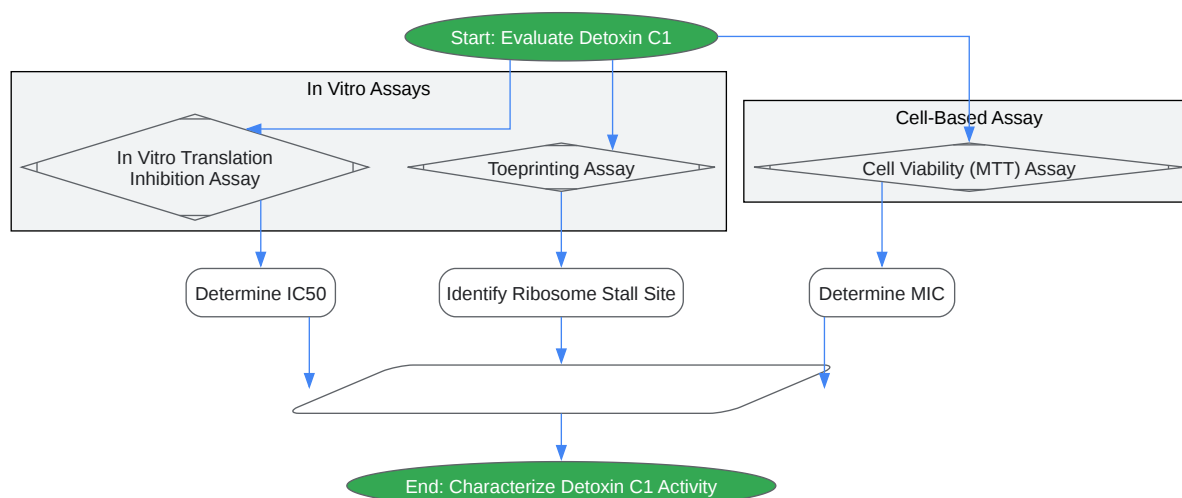 Start: Evaluate Detoxin C1
In Vitro Assays
Cell-Based Assay
In Vitro Translation
Inhibition Assay
Toeprinting Assay
Cell Viability (MTT) Assay
Determine IC50
Identify Ribosome Stall Site
Determine MIC
End: Characterize Detoxin C1 Activity